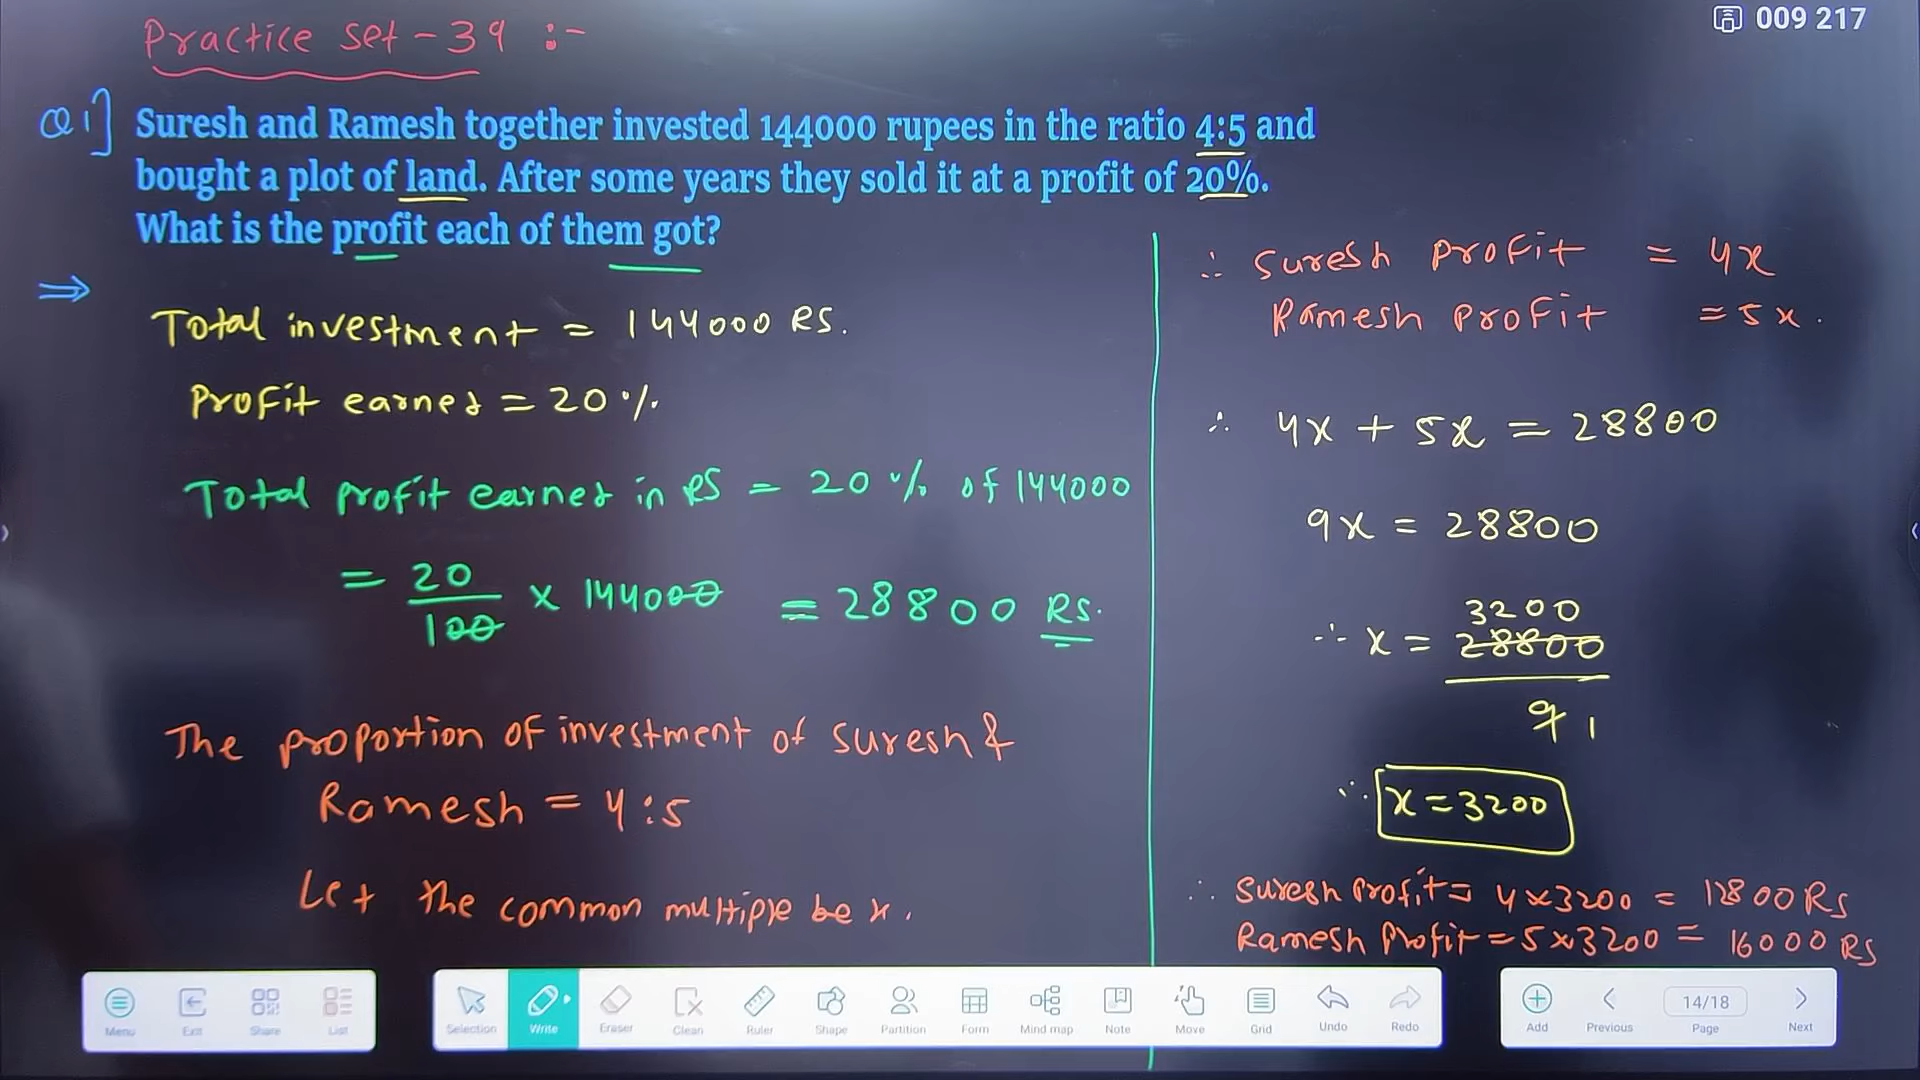 009 217
Practice set - 39 :-
Q1] Suresh and Ramesh together invested 144000 rupees in the ratio 4:5 and
bought a plot of land. After some years they sold it at a profit of 20%.
What is the profit each of them got?
⇒
Total investment = 144000 RS.
Profit earned = 20 %
Total profit earned in RS = 20 % of 144000
= 20/100 × 144000 = 28800 RS.
The proportion of investment of Suresh &
Ramesh = 4:5
Let the common multiple be x.
∴ Suresh profit = 4x
Ramesh profit = 5x.
∴ 4x + 5x = 28800
9x = 28800
3200
∴ x = 28800
9 1
∴ x = 3200
∴ Suresh Profit = 4×3200 = 12800 Rs
Ramesh Profit = 5×3200 = 16000 RS
Menu Exit Share List
Selection Write Eraser Clean Ruler Shape Partition Form Mind map Note Move Grid Undo Redo
Add Previous 14/18 Page Next